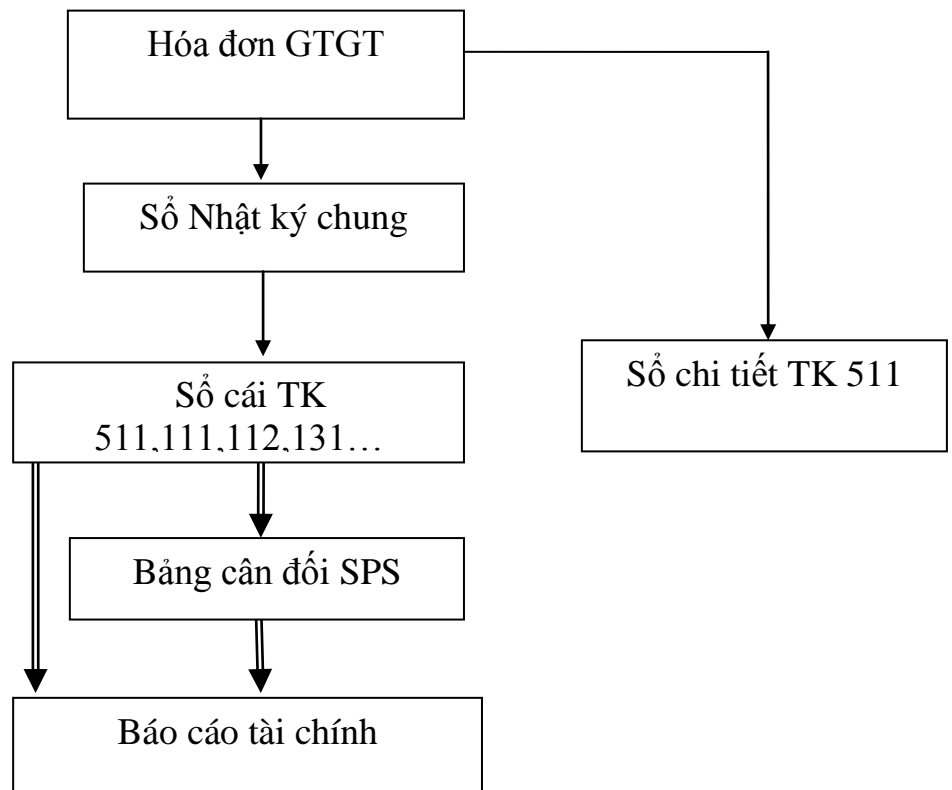 Hóa đơn GTGT
Sổ Nhật ký chung
Sổ cái TK
511,111,112,131…
Sổ chi tiết TK 511
Bảng cân đối SPS
Báo cáo tài chính